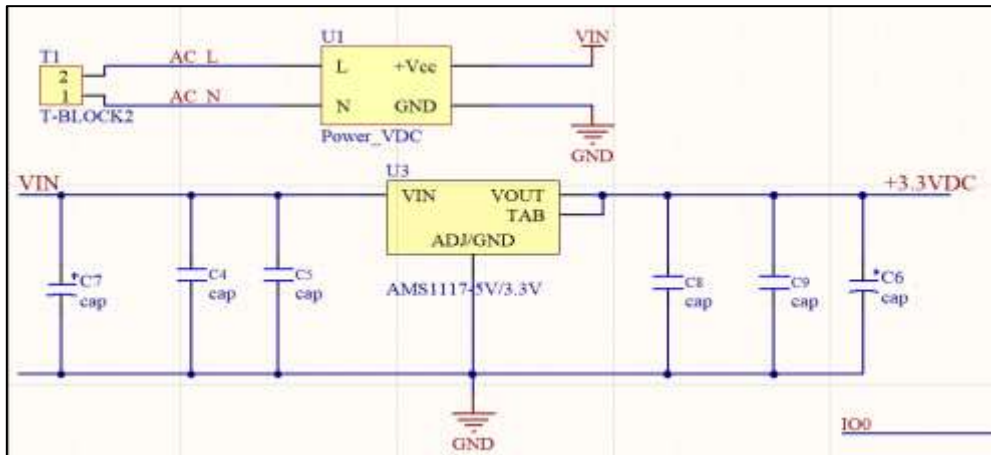 U1
VIN
T1
AC_L
L
+Vcc
2
1
AC_N
N
GND
T-BLOCK2
Power_VDC
GND
U3
VIN
VIN
VOUT
+3.3VDC
TAB
ADJ/GND
C7
cap
C4
cap
C5
cap
AMS1117-5V/3.3V
C8
cap
C9
cap
C6
cap
GND
IO0